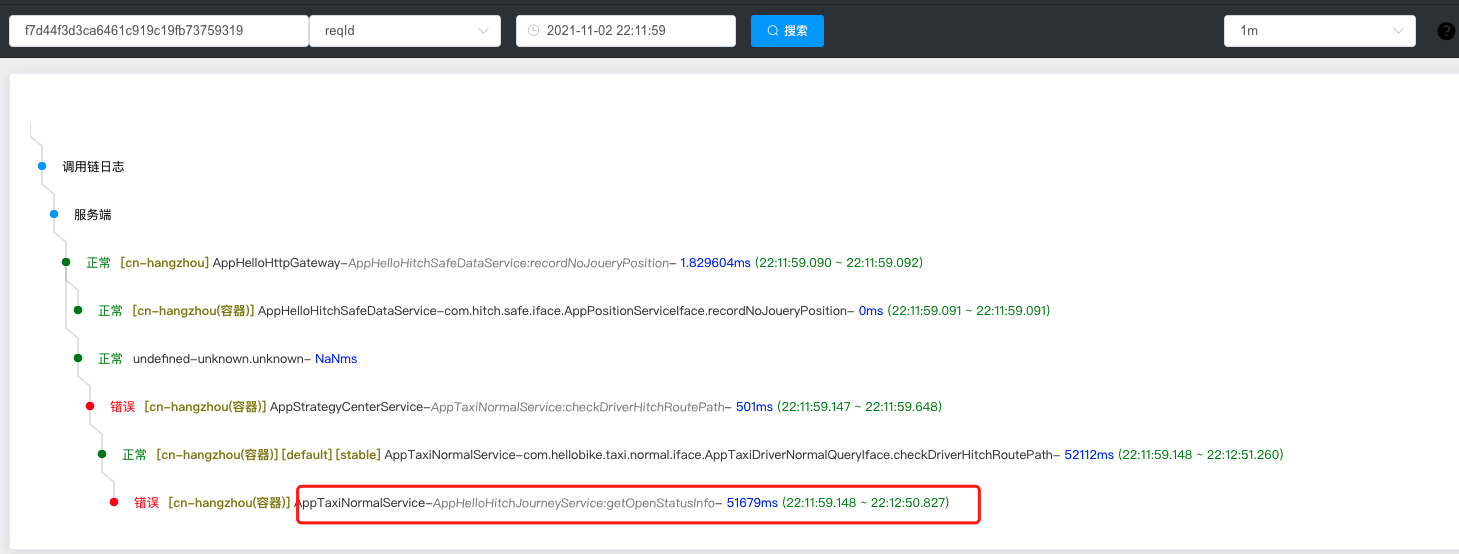 f7d44f3d3ca6461c919c19fb73759319 reqId 2021-11-02 22:11:59 搜索 1m ?
调用链日志
服务端
正常 [cn-hangzhou] AppHelloHttpGateway-AppHelloHitchSafeDataService:recordNoJoueryPosition- 1.829604ms (22:11:59.090 ~ 22:11:59.092)
正常 [cn-hangzhou(容器)] AppHelloHitchSafeDataService-com.hitch.safe.iface.AppPositionServiceIface.recordNoJoueryPosition- 0ms (22:11:59.091 ~ 22:11:59.091)
正常 undefined-unknown.unknown- NaNms
错误 [cn-hangzhou(容器)] AppStrategyCenterService-AppTaxiNormalService:checkDriverHitchRoutePath- 501ms (22:11:59.147 ~ 22:11:59.648)
正常 [cn-hangzhou(容器)] [default] [stable] AppTaxiNormalService-com.hellobike.taxi.normal.iface.AppTaxiDriverNormalQueryIface.checkDriverHitchRoutePath- 52112ms (22:11:59.148 ~ 22:12:51.260)
错误 [cn-hangzhou(容器)] AppTaxiNormalService-AppHelloHitchJourneyService:getOpenStatusInfo- 51679ms (22:11:59.148 ~ 22:12:50.827)